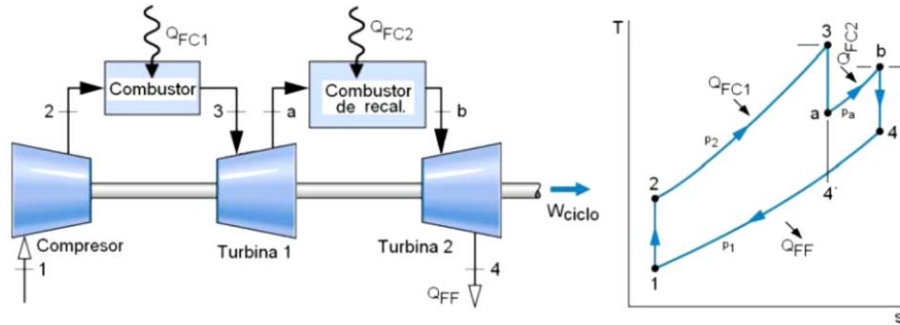 Q_FC1
Q_FC2
Combustor
Combustor
de recal.
2
3
a
b
Compresor
Turbina 1
Turbina 2
W_ciclo
1
4
Q_FF
T
3
Q_FC2
b
Q_FC1
a
p_a
4
p_2
2
4'
p_1
Q_FF
1
s